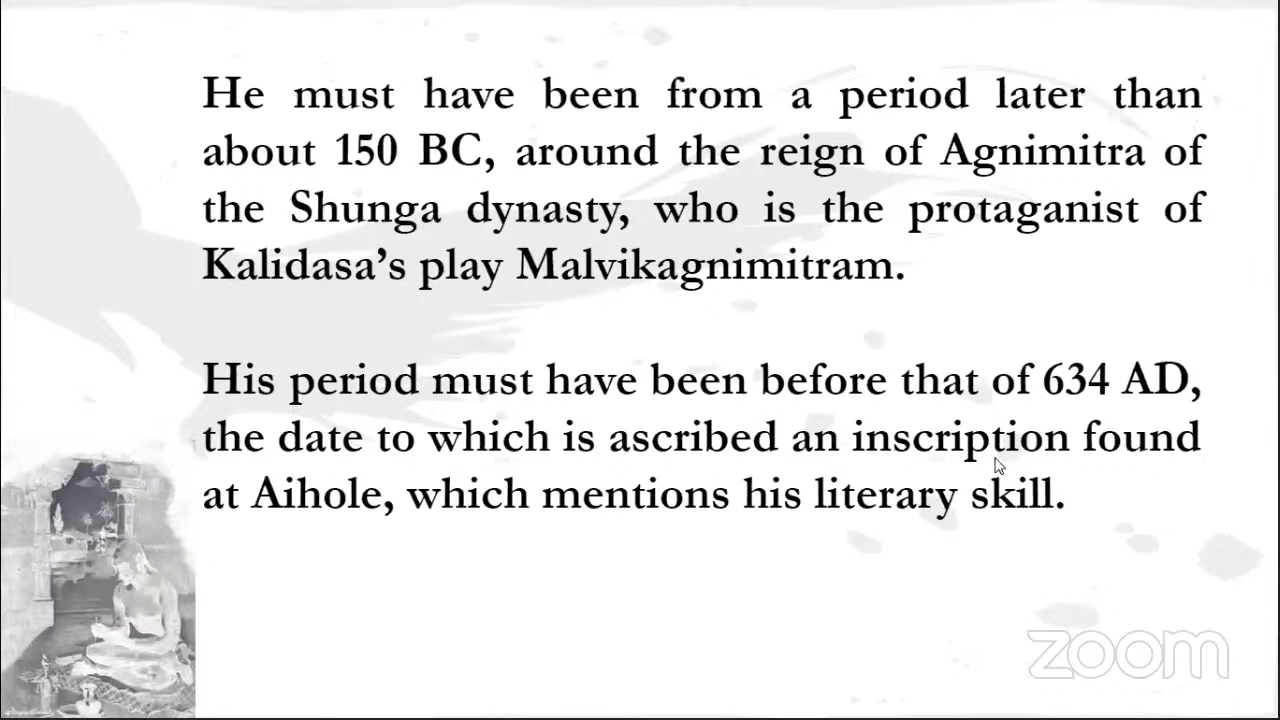 He must have been from a period later than
about 150 BC, around the reign of Agnimitra of
the Shunga dynasty, who is the protaganist of
Kalidasa’s play Malvikagnimitram.
His period must have been before that of 634 AD,
the date to which is ascribed an inscription found
at Aihole, which mentions his literary skill.
zoom